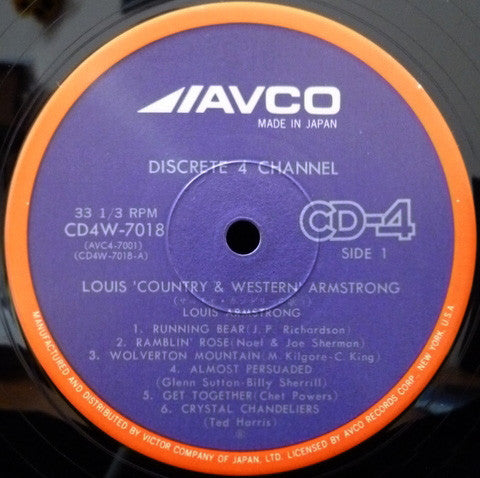 AVCO
MADE IN JAPAN
DISCRETE 4 CHANNEL
33 1/3 RPM
CD4W-7018
(AVC4-7001)
(CD4W-7018-A)
CD-4
SIDE 1
LOUIS 'COUNTRY & WESTERN' ARMSTRONG
LOUIS ARMSTRONG
1. RUNNING BEAR (J. P. Richardson)
2. RAMBLIN' ROSE (Noel & Joe Sherman)
3. WOLVERTON MOUNTAIN (M. Kilgore-C. King)
4. ALMOST PERSUADED
(Glenn Sutton-Billy Sherrill)
5. GET TOGETHER (Chet Powers)
6. CRYSTAL CHANDELIERS
(Ted Harris)
Ⓟ
MANUFACTURED AND DISTRIBUTED BY VICTOR COMPANY OF JAPAN, LTD. LICENSED BY AVCO RECORDS CORP. NEW YORK, U.S.A.